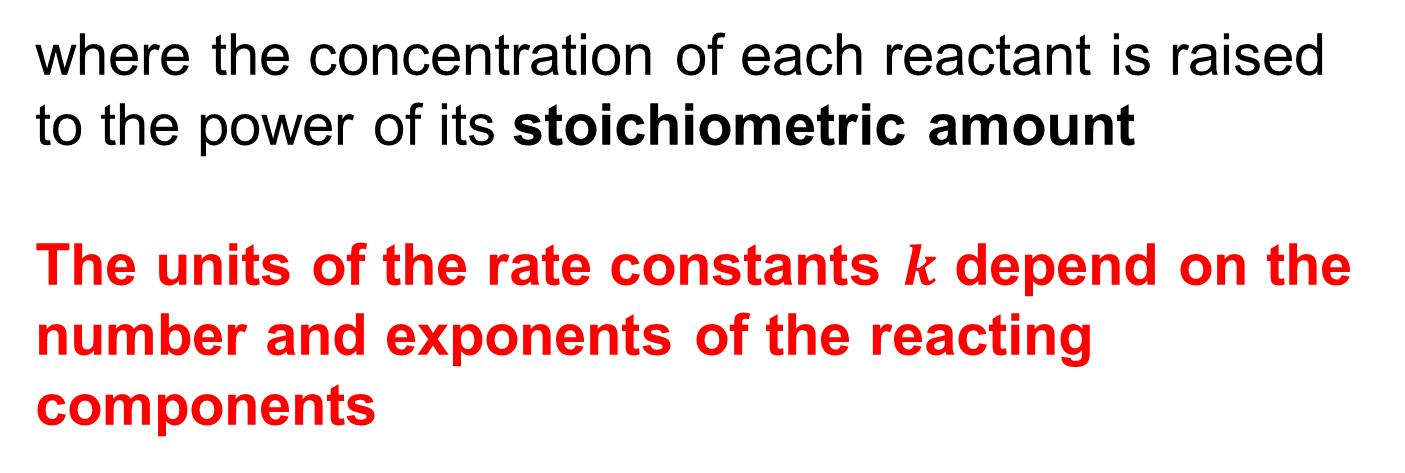 where the concentration of each reactant is raised
to the power of its stoichiometric amount
The units of the rate constants k depend on the
number and exponents of the reacting
components